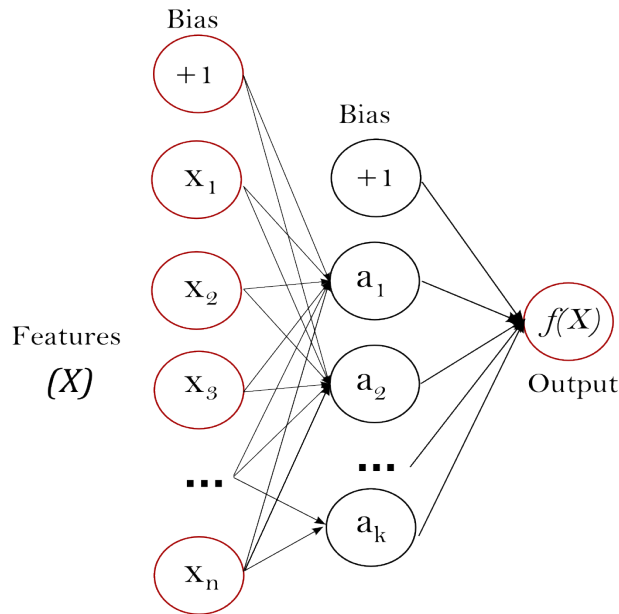 Bias
+1
x₁
x₂
x₃
...
xₙ
Features
(X)
Bias
+1
a₁
a₂
...
aₖ
f(X)
Output